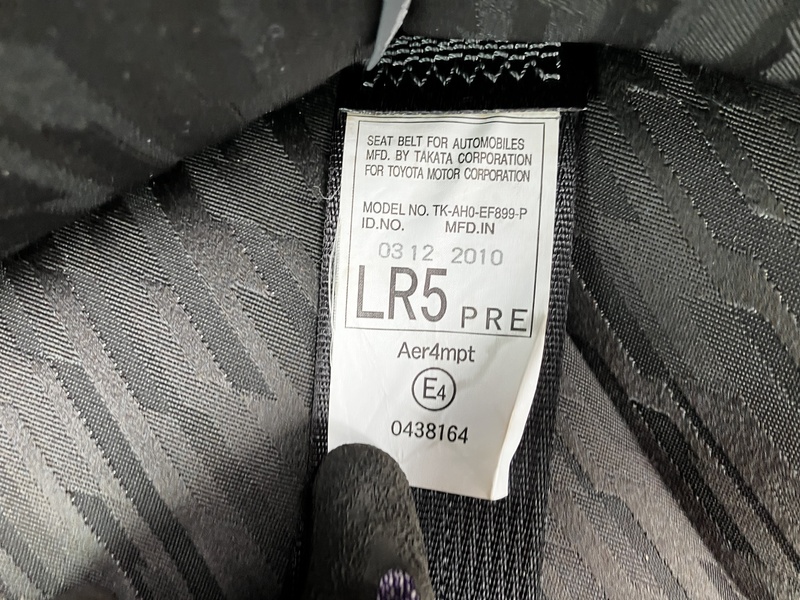 SEAT BELT FOR AUTOMOBILES
MFD. BY TAKATA CORPORATION
FOR TOYOTA MOTOR CORPORATION
MODEL NO. TK-AH0-EF899-P
ID.NO. MFD.IN
03 12 2010
LR5 PRE
Aer4mpt
E4
0438164